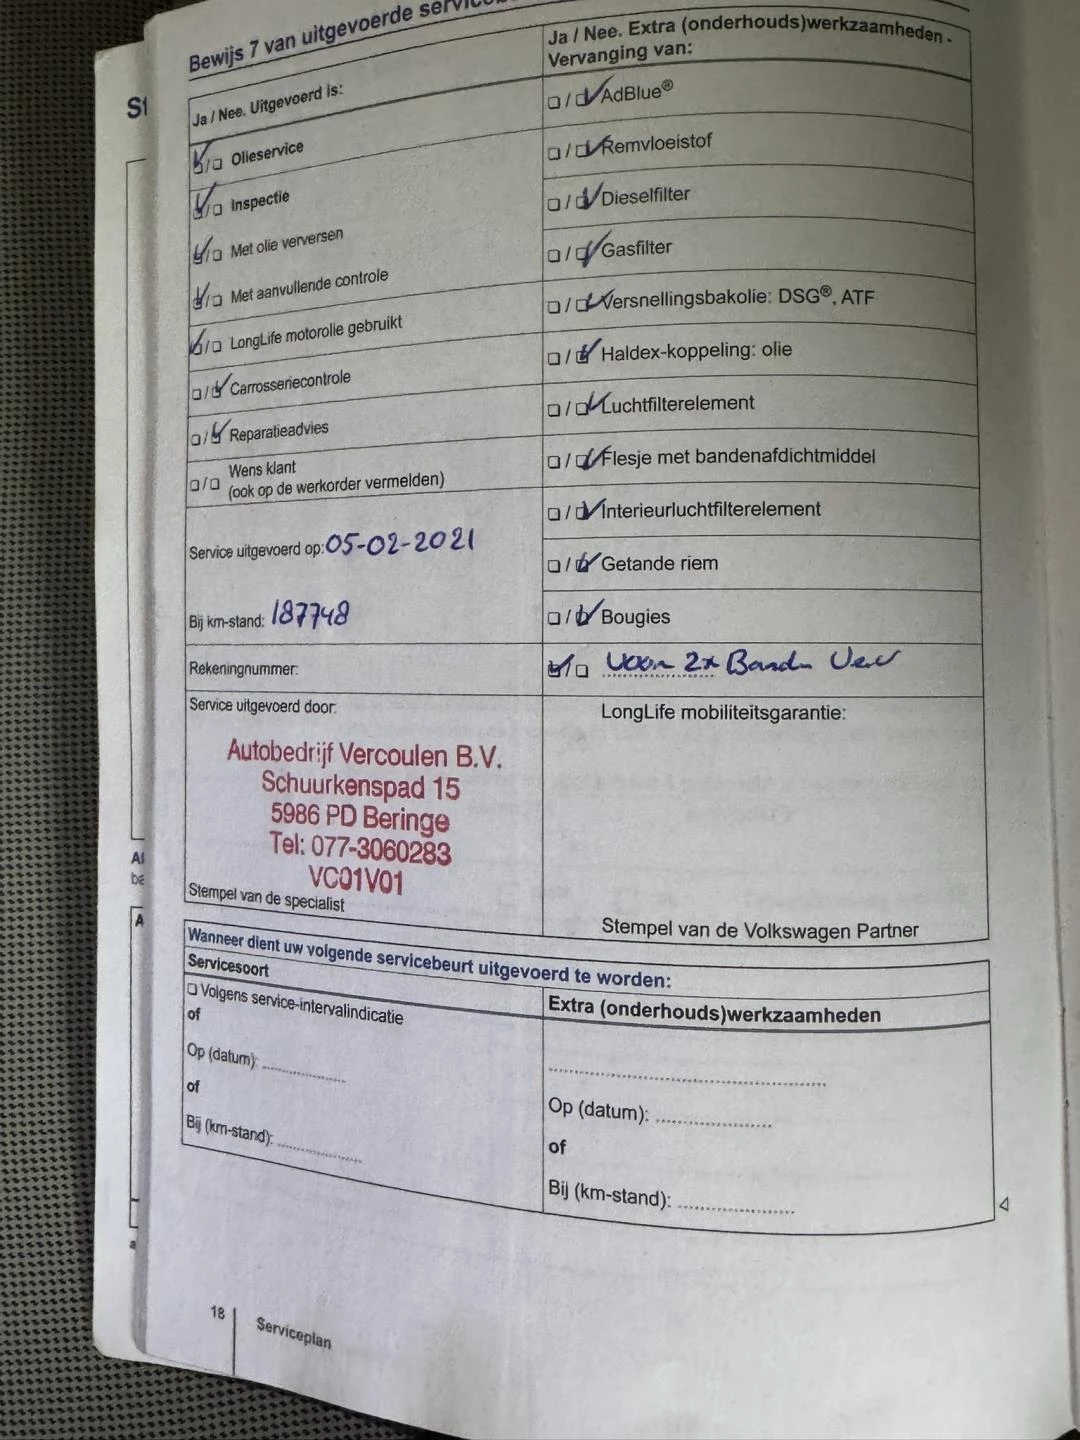 Bewijs 7 van uitgevoerde
Ja / Nee. Uitgevoerd is:
☑/☐ Olieservice
☑/☐ Inspectie
☑/☐ Met olie verversen
☑/☐ Met aanvullende controle
☑/☐ LongLife motorolie gebruikt
☐/☑ Carrosseriecontrole
☐/☑ Reparatieadvies
☐/☐ Wens klant
(ook op de werkorder vermelden)
Service uitgevoerd op: 05-02-2021
Bij km-stand: 187748
Rekeningnummer:
Service uitgevoerd door:
Autobedrijf Vercoulen B.V.
Schuurkenspad 15
5986 PD Beringe
Tel: 077-3060283
VC01V01
Stempel van de specialist
Ja / Nee. Extra (onderhouds)werkzaamheden -
Vervanging van:
☐/☑ AdBlue®
☐/☑ Remvloeistof
☐/☑ Dieselfilter
☐/☑ Gasfilter
☐/☑ Versnellingsbakolie: DSG®, ATF
☐/☑ Haldex-koppeling: olie
☐/☑ Luchtfilterelement
☐/☑ Flesje met bandenafdichtmiddel
☐/☑ Interieurluchtfilterelement
☐/☑ Getande riem
☐/☑ Bougies
☑/☐ Voor 2x
LongLife mobiliteitsgarantie:
Stempel van de Volkswagen Partner
Wanneer dient uw volgende servicebeurt uitgevoerd te worden:
Servicesoort
☐ Volgens service-intervalindicatie
of
Op (datum):
of
Bij (km-stand):
Extra (onderhouds)werkzaamheden
Op (datum):
of
Bij (km-stand):
18
Serviceplan